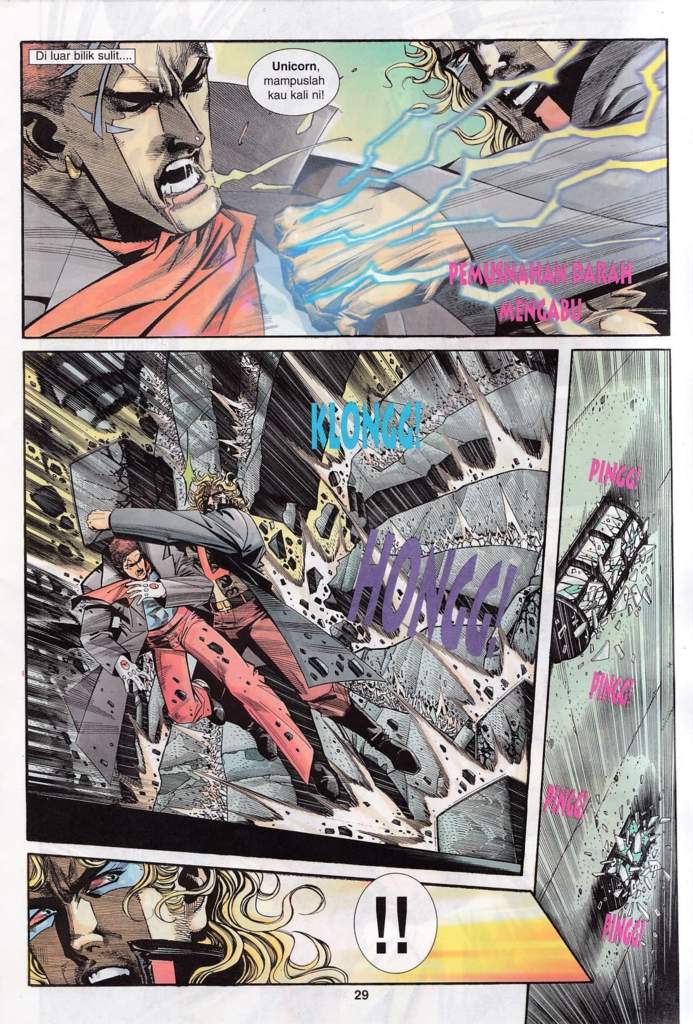 Di luar bilik sulit....
Unicorn,
mampuslah
kau kali ni!
PEMUSNAHAN DARAH
MENGABU
KLONGG!
HONGG!
PINGG!
PINGG!
PINGG!
PINGG!
!!
29